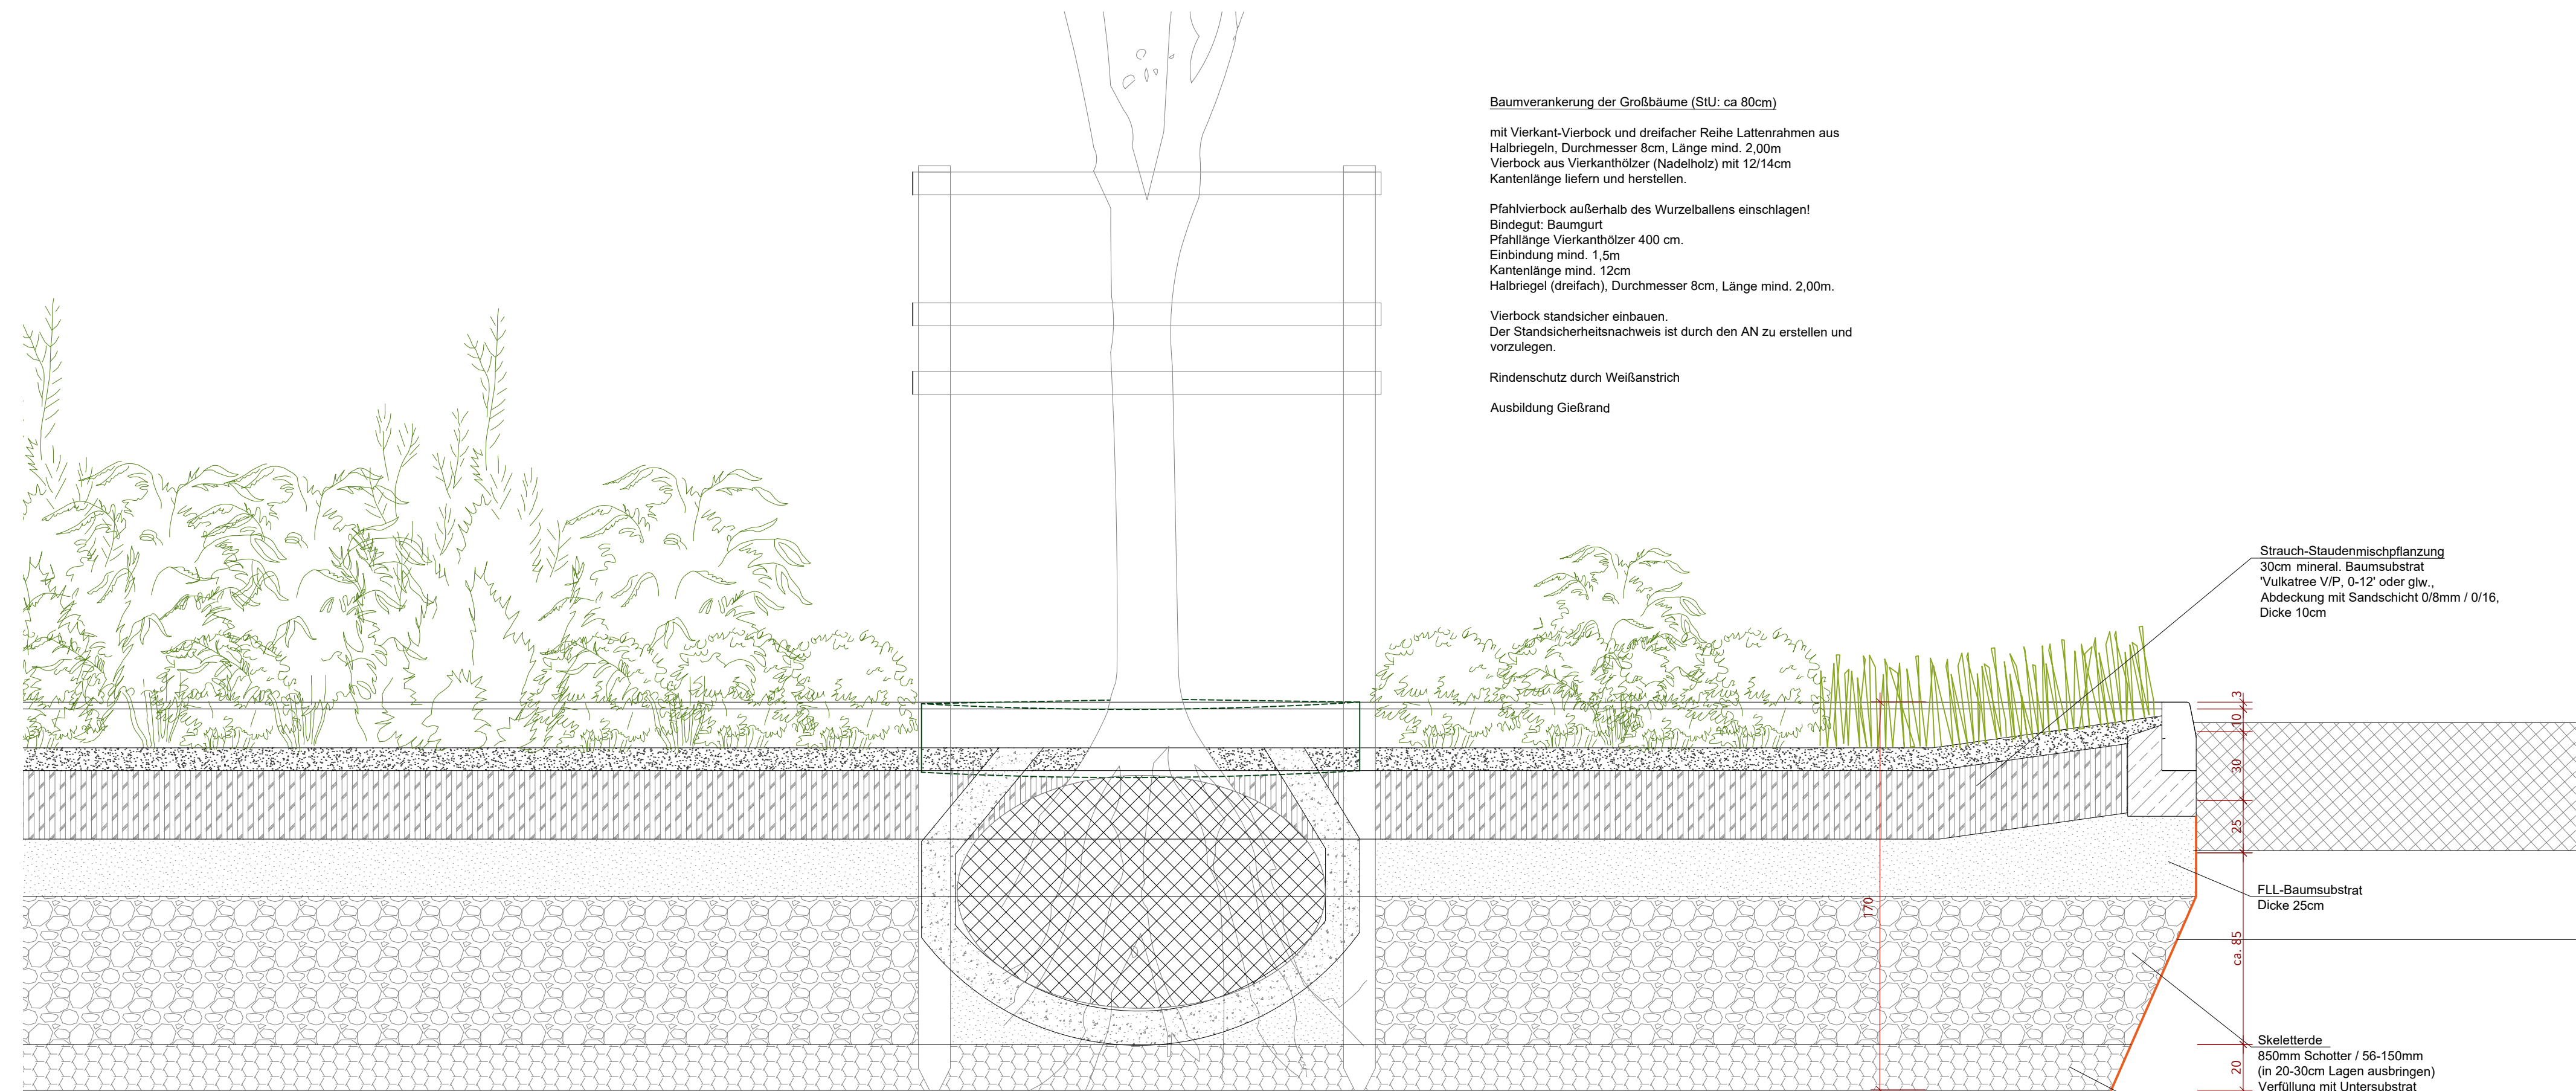 Baumverankerung der Großbäume (StU: ca 80cm)
mit Vierkant-Vierbock und dreifacher Reihe Lattenrahmen aus
Halbriegeln, Durchmesser 8cm, Länge mind. 2,00m
Vierbock aus Vierkanthölzer (Nadelholz) mit 12/14cm
Kantenlänge liefern und herstellen.
Pfahlvierbock außerhalb des Wurzelballens einschlagen!
Bindegut: Baumgurt
Pfahllänge Vierkanthölzer 400 cm.
Einbindung mind. 1,5m
Kantenlänge mind. 12cm
Halbriegel (dreifach), Durchmesser 8cm, Länge mind. 2,00m.
Vierbock standsicher einbauen.
Der Standsicherheitsnachweis ist durch den AN zu erstellen und
vorzulegen.
Rindenschutz durch Weißanstrich
Ausbildung Gießrand
Strauch-Staudenmischpflanzung
30cm mineral. Baumsubstrat
'Vulkatree V/P, 0-12' oder glw.,
Abdeckung mit Sandschicht 0/8mm / 0/16,
Dicke 10cm
3
10
30
25
170
ca. 85
20
FLL-Baumsubstrat
Dicke 25cm
Skeletterde
850mm Schotter / 56-150mm
(in 20-30cm Lagen ausbringen)
Verfüllung mit Untersubstrat